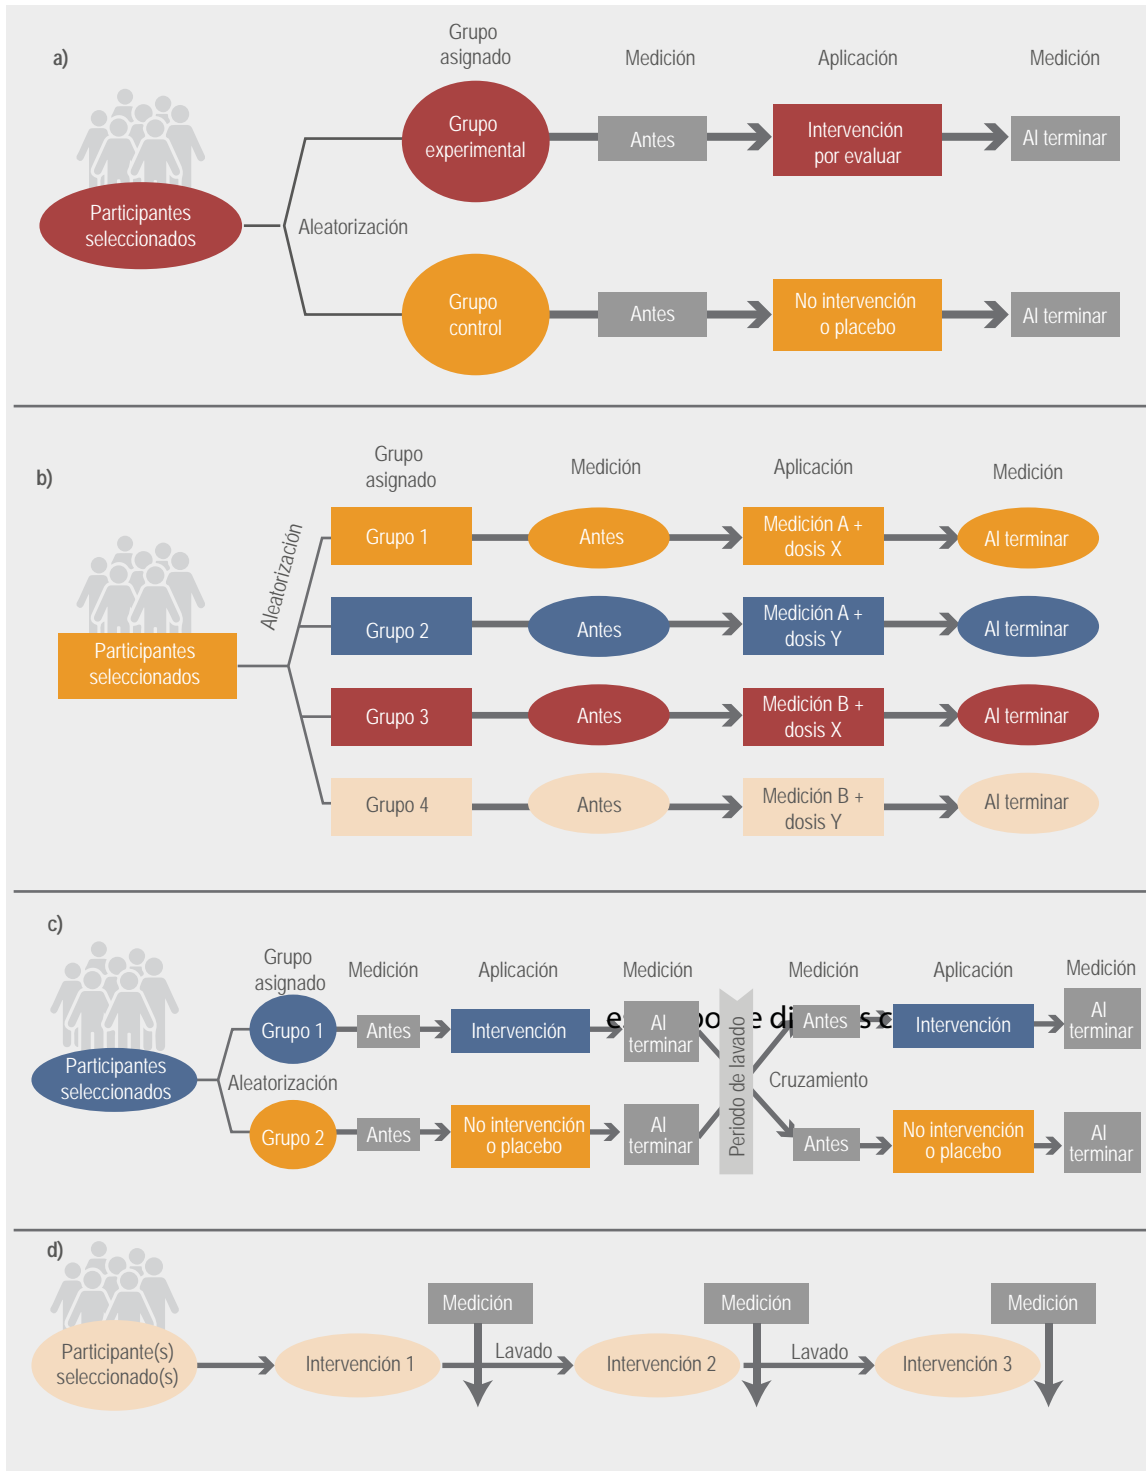 a)
Grupo
asignado
Medición
Aplicación
Medición
Participantes
seleccionados
Aleatorización
Grupo
experimental
Antes
Intervención
por evaluar
Al terminar
Grupo
control
Antes
No intervención
o placebo
Al terminar
b)
Grupo
asignado
Medición
Aplicación
Medición
Participantes
seleccionados
Aleatorización
Grupo 1
Antes
Medición A +
dosis X
Al terminar
Grupo 2
Antes
Medición A +
dosis Y
Al terminar
Grupo 3
Antes
Medición B +
dosis X
Al terminar
Grupo 4
Antes
Medición B +
dosis Y
Al terminar
c)
Grupo
asignado
Medición
Aplicación
Medición
Medición
Aplicación
Medición
Participantes
seleccionados
Aleatorización
Grupo 1
Antes
Intervención
Al
terminar
Periodo de lavado
Antes
Intervención
Al
terminar
Cruzamiento
Grupo 2
Antes
No intervención
o placebo
Al
terminar
Antes
No intervención
o placebo
Al
terminar
d)
Medición
Medición
Medición
Participante(s)
seleccionado(s)
Intervención 1
Lavado
Intervención 2
Lavado
Intervención 3